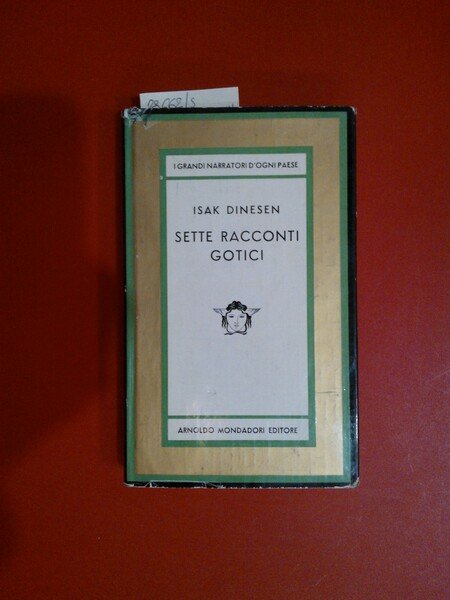 I GRANDI NARRATORI D'OGNI PAESE
ISAK DINESEN
SETTE RACCONTI
GOTICI
ARNOLDO MONDADORI EDITORE